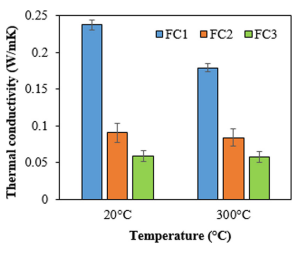 0.25
FC1 FC2 FC3
0.2
0.15
0.1
0.05
0
Thermal conductivity (W/mK)
20°C 300°C
Temperature (°C)